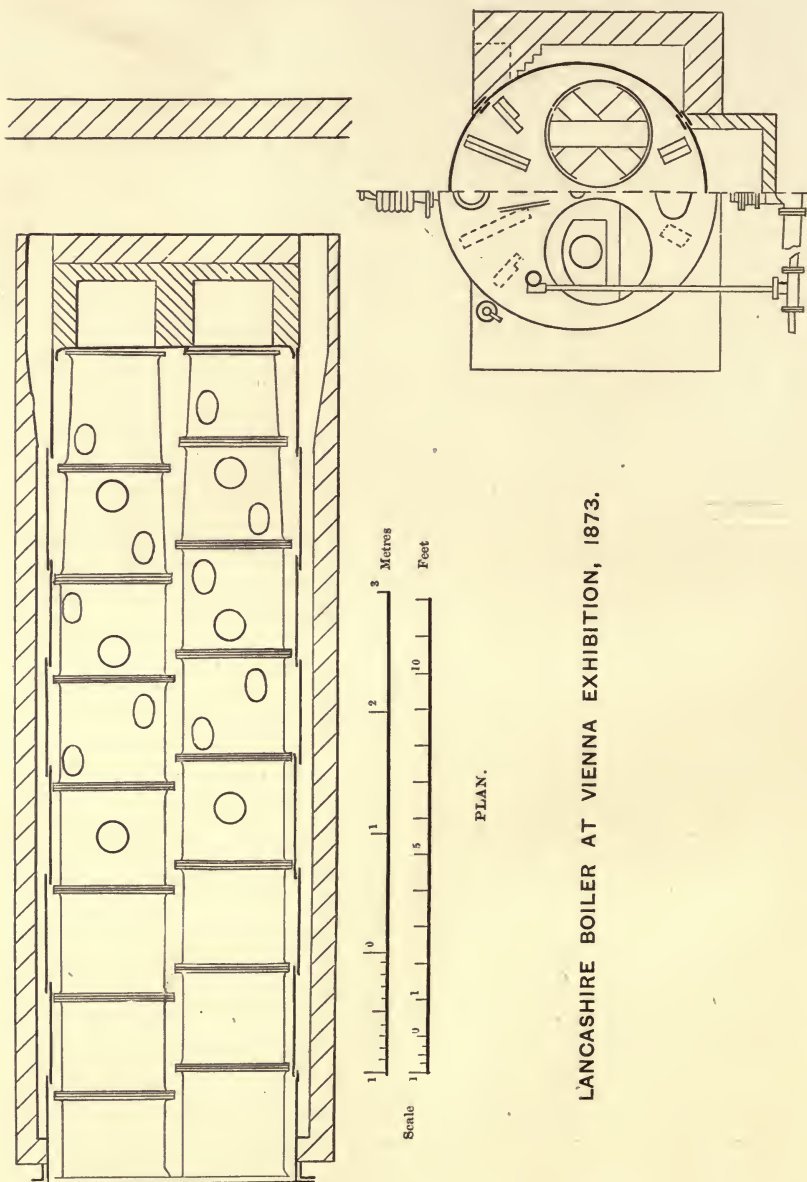 Scale
1 0 1 2 3 Metres
1 0 1 5 10 Feet
PLAN.
LANCASHIRE BOILER AT VIENNA EXHIBITION, 1873.